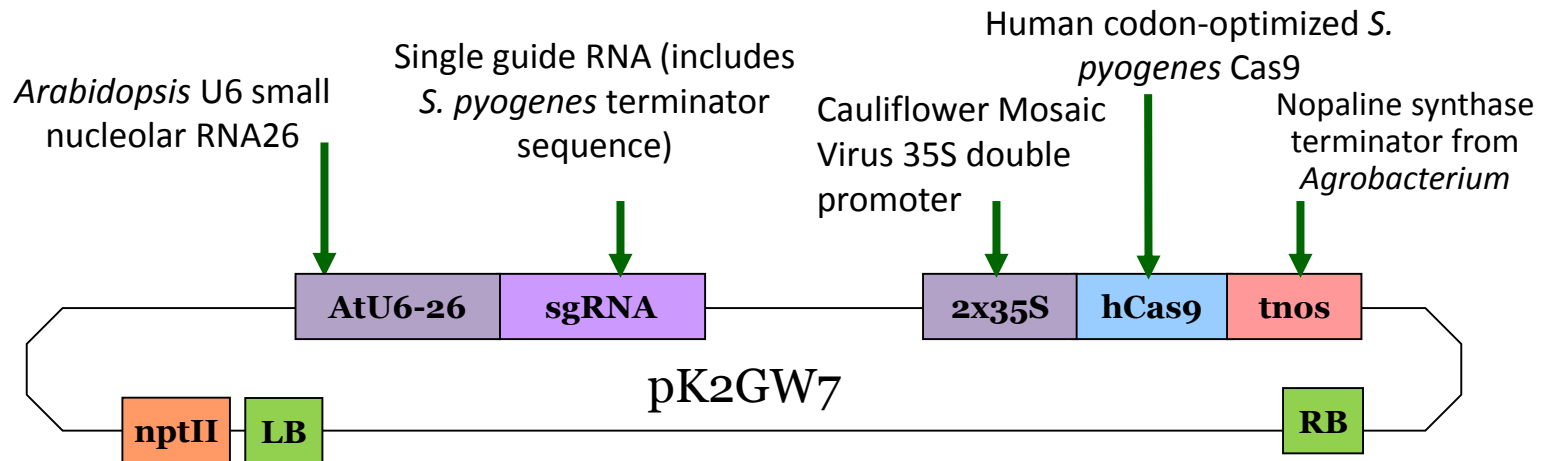 Arabidopsis U6 small
nucleolar RNA26
Single guide RNA (includes
S. pyogenes terminator
sequence)
Cauliflower Mosaic
Virus 35S double
promoter
Human codon-optimized S.
pyogenes Cas9
Nopaline synthase
terminator from
Agrobacterium
AtU6-26
sgRNA
2x35S
hCas9
tnos
pK2GW7
nptII
LB
RB